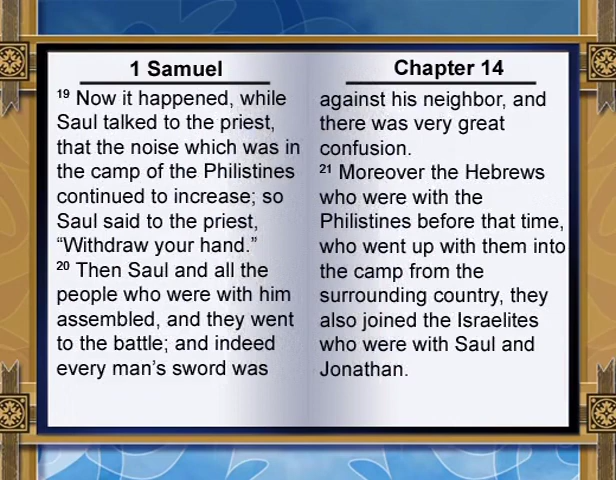 1 Samuel
19 Now it happened, while
Saul talked to the priest,
that the noise which was in
the camp of the Philistines
continued to increase; so
Saul said to the priest,
“Withdraw your hand.”
20 Then Saul and all the
people who were with him
assembled, and they went
to the battle; and indeed
every man’s sword was
Chapter 14
against his neighbor, and
there was very great
confusion.
21 Moreover the Hebrews
who were with the
Philistines before that time,
who went up with them into
the camp from the
surrounding country, they
also joined the Israelites
who were with Saul and
Jonathan.